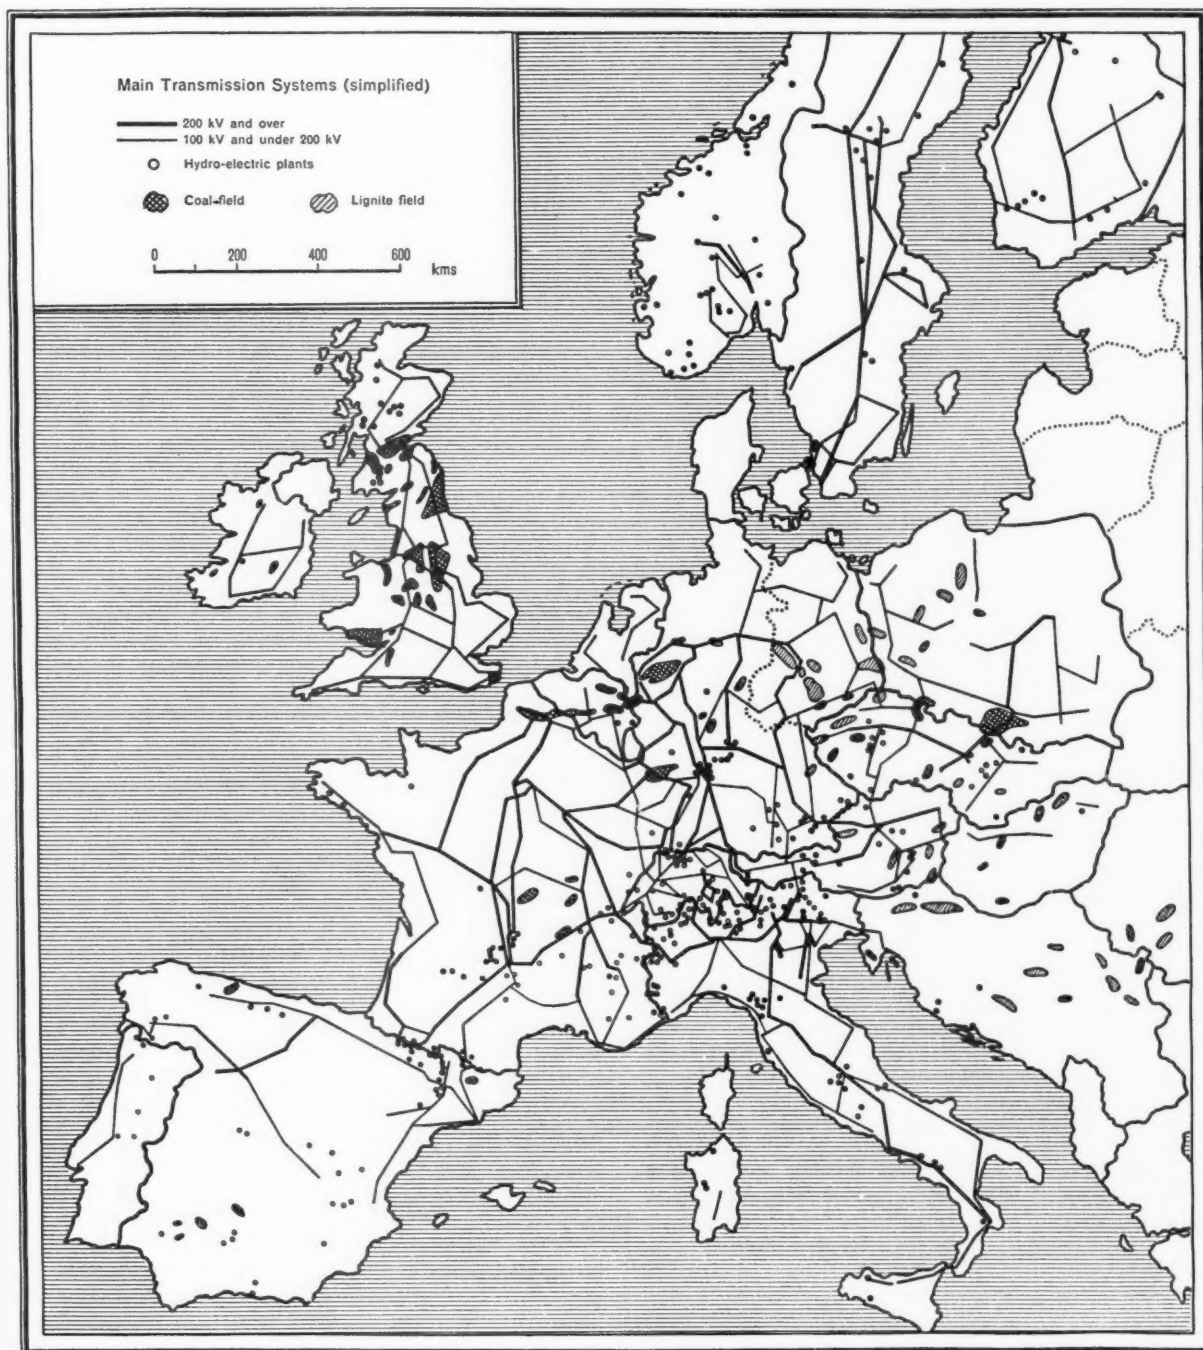 Main Transmission Systems (simplified)
200 kV and over
100 kV and under 200 kV
Hydro-electric plants
Coal-field Lignite field
0 200 400 600 kms